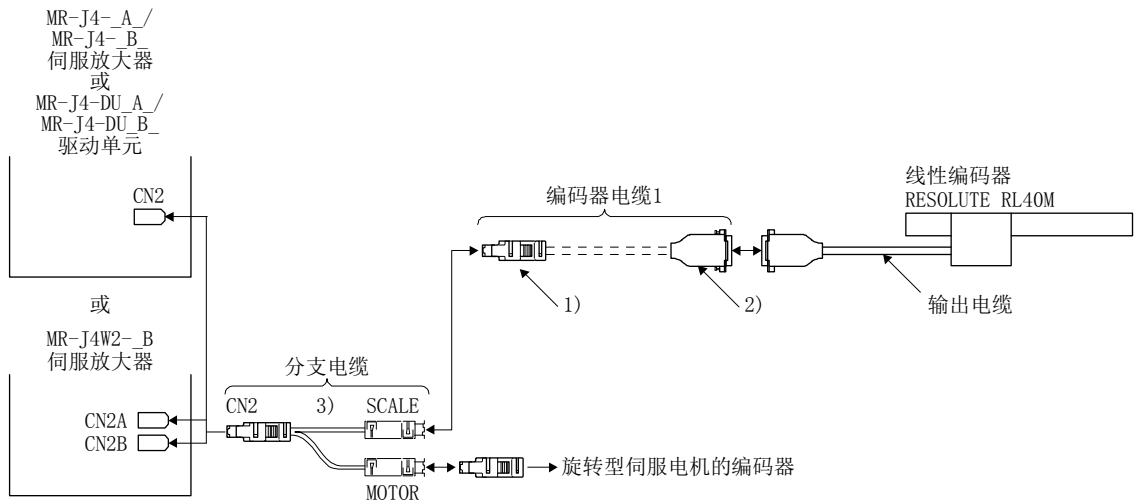 MR-J4-_A_/
MR-J4-_B_
伺服放大器
或
MR-J4-DU_A_/
MR-J4-DU_B_
驱动单元
CN2
或
MR-J4W2-_B
伺服放大器
CN2A
CN2B
分支电缆
CN2
3)
SCALE
MOTOR
旋转型伺服电机的编码器
编码器电缆1
1)
2)
线性编码器
RESOLUTE RL40M
输出电缆